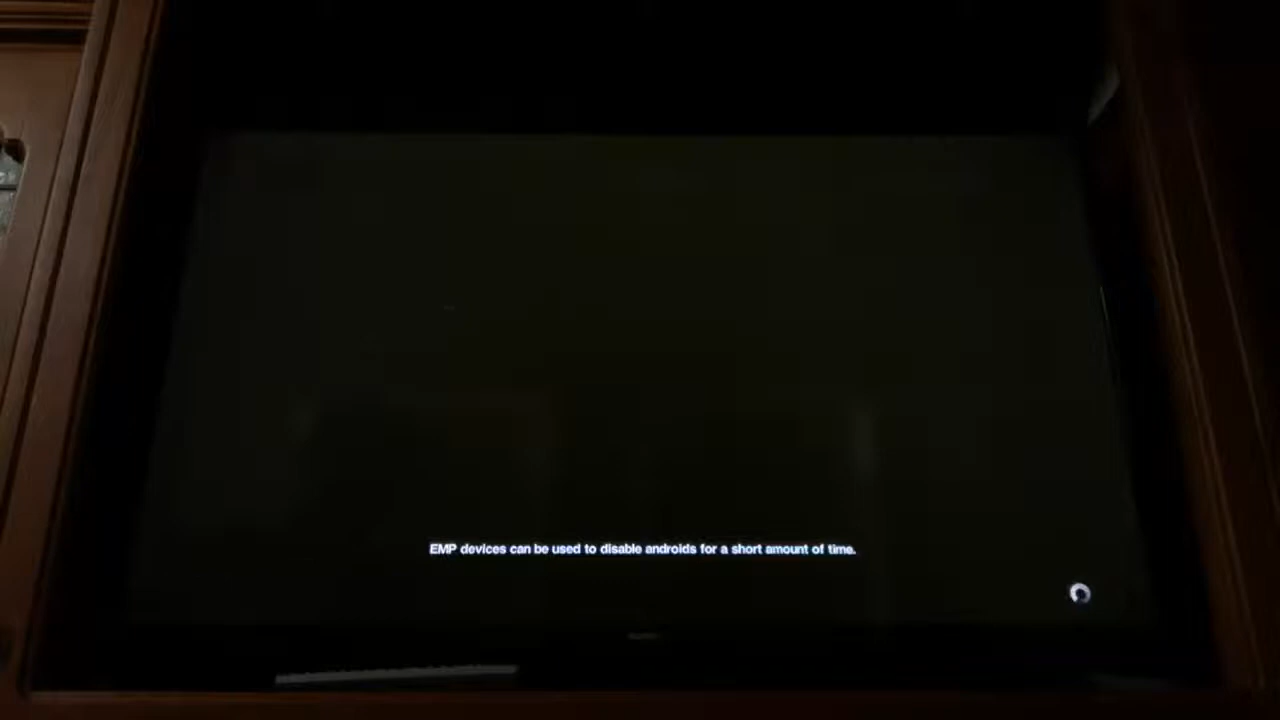 EMP devices can be used to disable androids for a short amount of time.